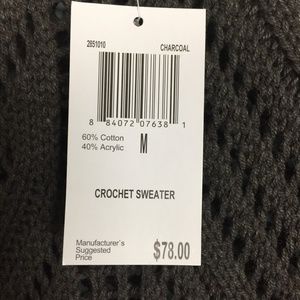 2851010 CHARCOAL
8 84072 07638 1
60% Cotton
40% Acrylic M
CROCHET SWEATER
Manufacturer's
Suggested
Price $78.00